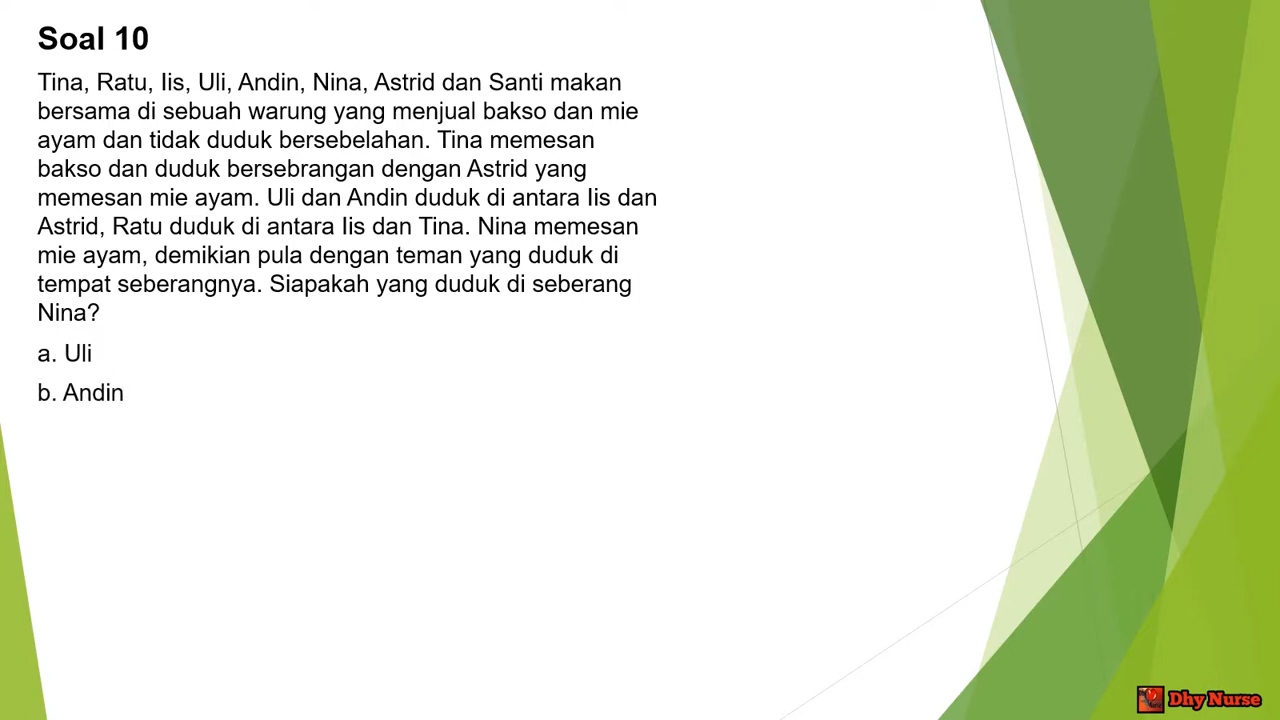 Soal 10
Tina, Ratu, Iis, Uli, Andin, Nina, Astrid dan Santi makan
bersama di sebuah warung yang menjual bakso dan mie
ayam dan tidak duduk bersebelahan. Tina memesan
bakso dan duduk bersebrangan dengan Astrid yang
memesan mie ayam. Uli dan Andin duduk di antara Iis dan
Astrid, Ratu duduk di antara Iis dan Tina. Nina memesan
mie ayam, demikian pula dengan teman yang duduk di
tempat seberangnya. Siapakah yang duduk di seberang
Nina?
a. Uli
b. Andin
Dhy Nurse